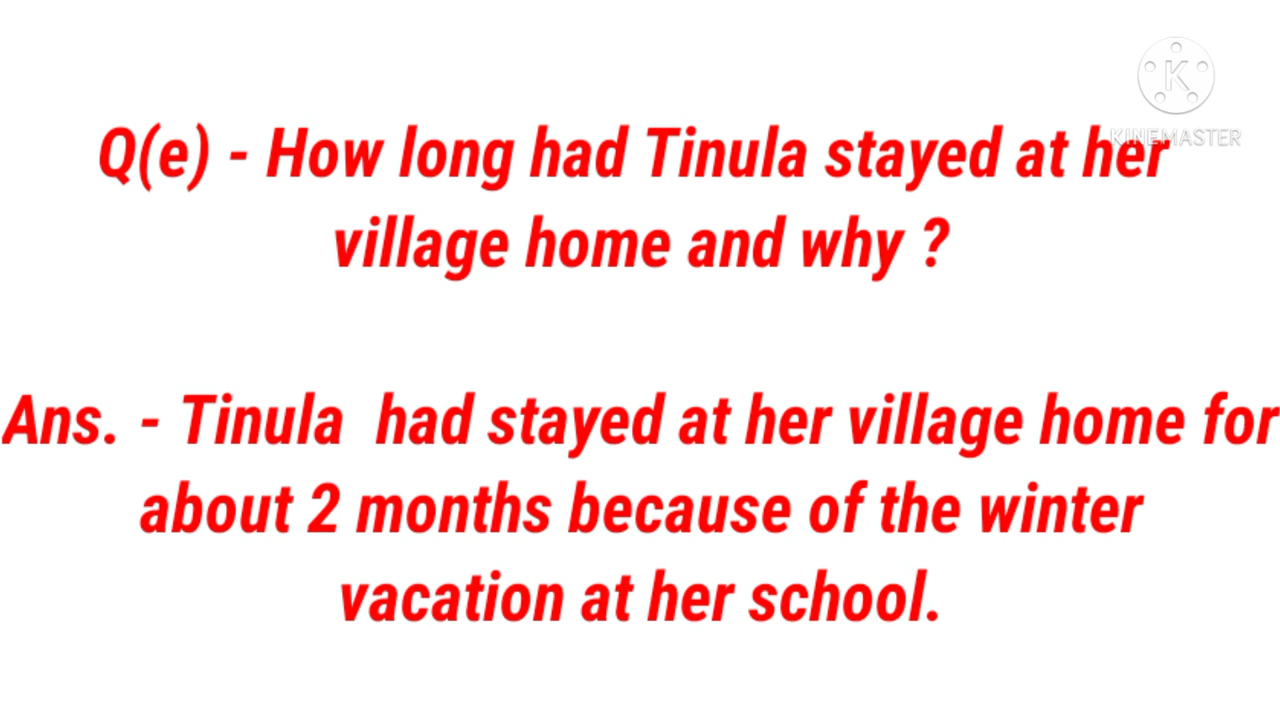 K
KINEMASTER
Q(e) - How long had Tinula stayed at her
village home and why ?
Ans. - Tinula had stayed at her village home for
about 2 months because of the winter
vacation at her school.